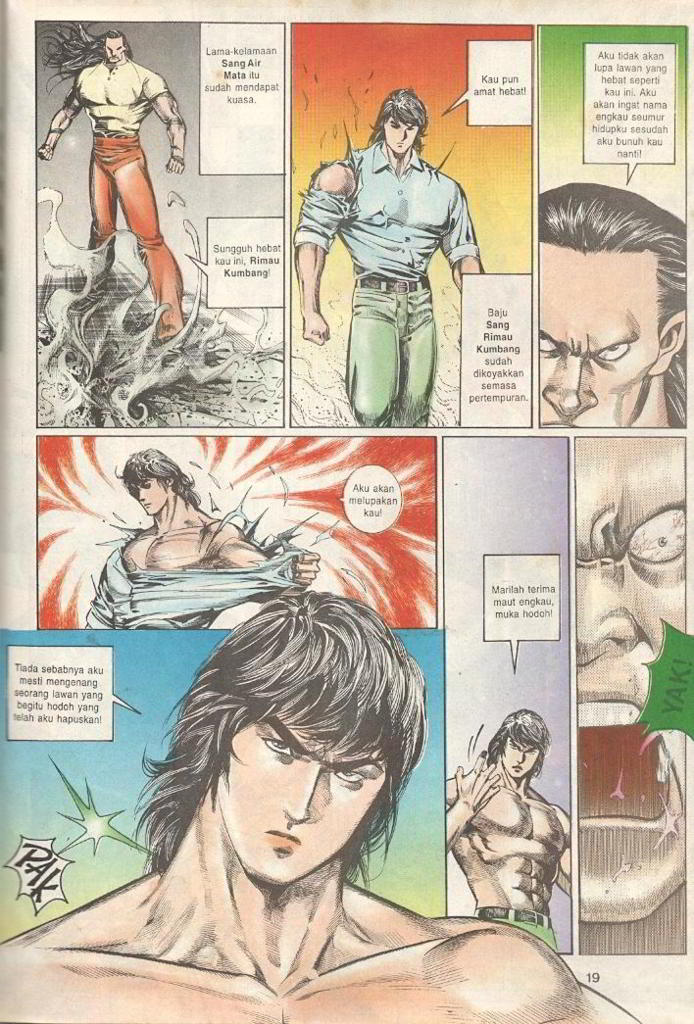 Lama-kelamaan
Sang Air
Mata itu
sudah mendapat
kuasa.
Sungguh hebat
kau ini, Rimau
Kumbang!
Kau pun
amat hebat!
Baju
Sang
Rimau
Kumbang
sudah
dikoyakkan
semasa
pertempuran.
Aku tidak akan
lupa lawan yang
hebat seperti
kau ini. Aku
akan ingat nama
engkau seumur
hidupku sesudah
aku bunuh kau
nanti!
Aku akan
melupakan
kau!
Tiada sebabnya aku
mesti mengenang
seorang lawan yang
begitu hodoh yang
telah aku hapuskan!
PAK
Marilah terima
maut engkau,
muka hodoh!
YAK!
19